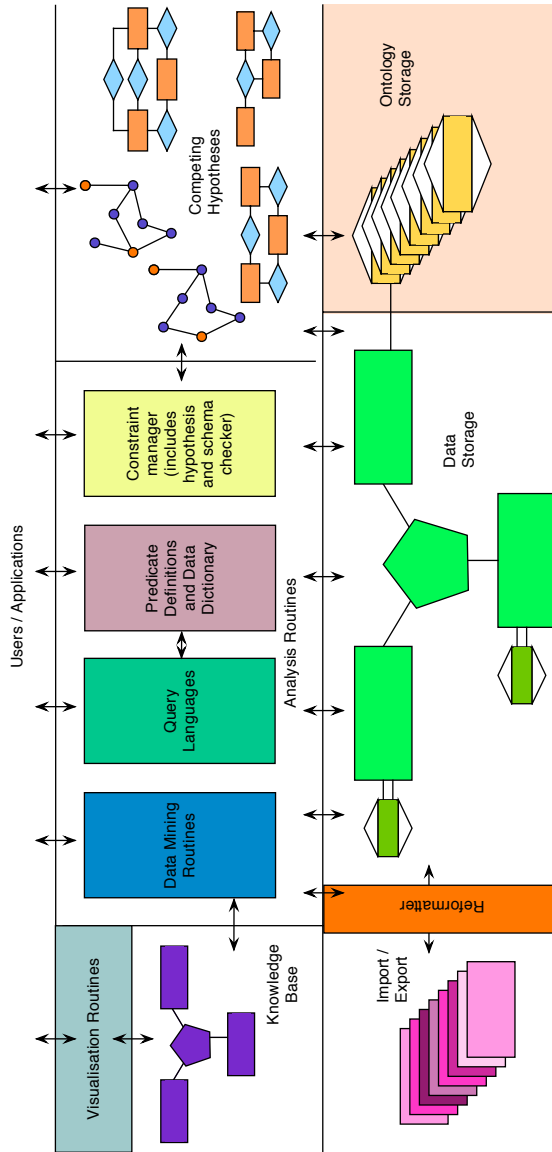 Users / Applications
Visualisation Routines
Knowledge
Base
Data Mining
Routines
Query
Languages
Predicate
Definitions
and Data
Dictionary
Constraint
manager
(includes
hypothesis
and schema
checker)
Competing
Hypotheses
Analysis Routines
Import /
Export
Reformatter
Data
Storage
Ontology
Storage